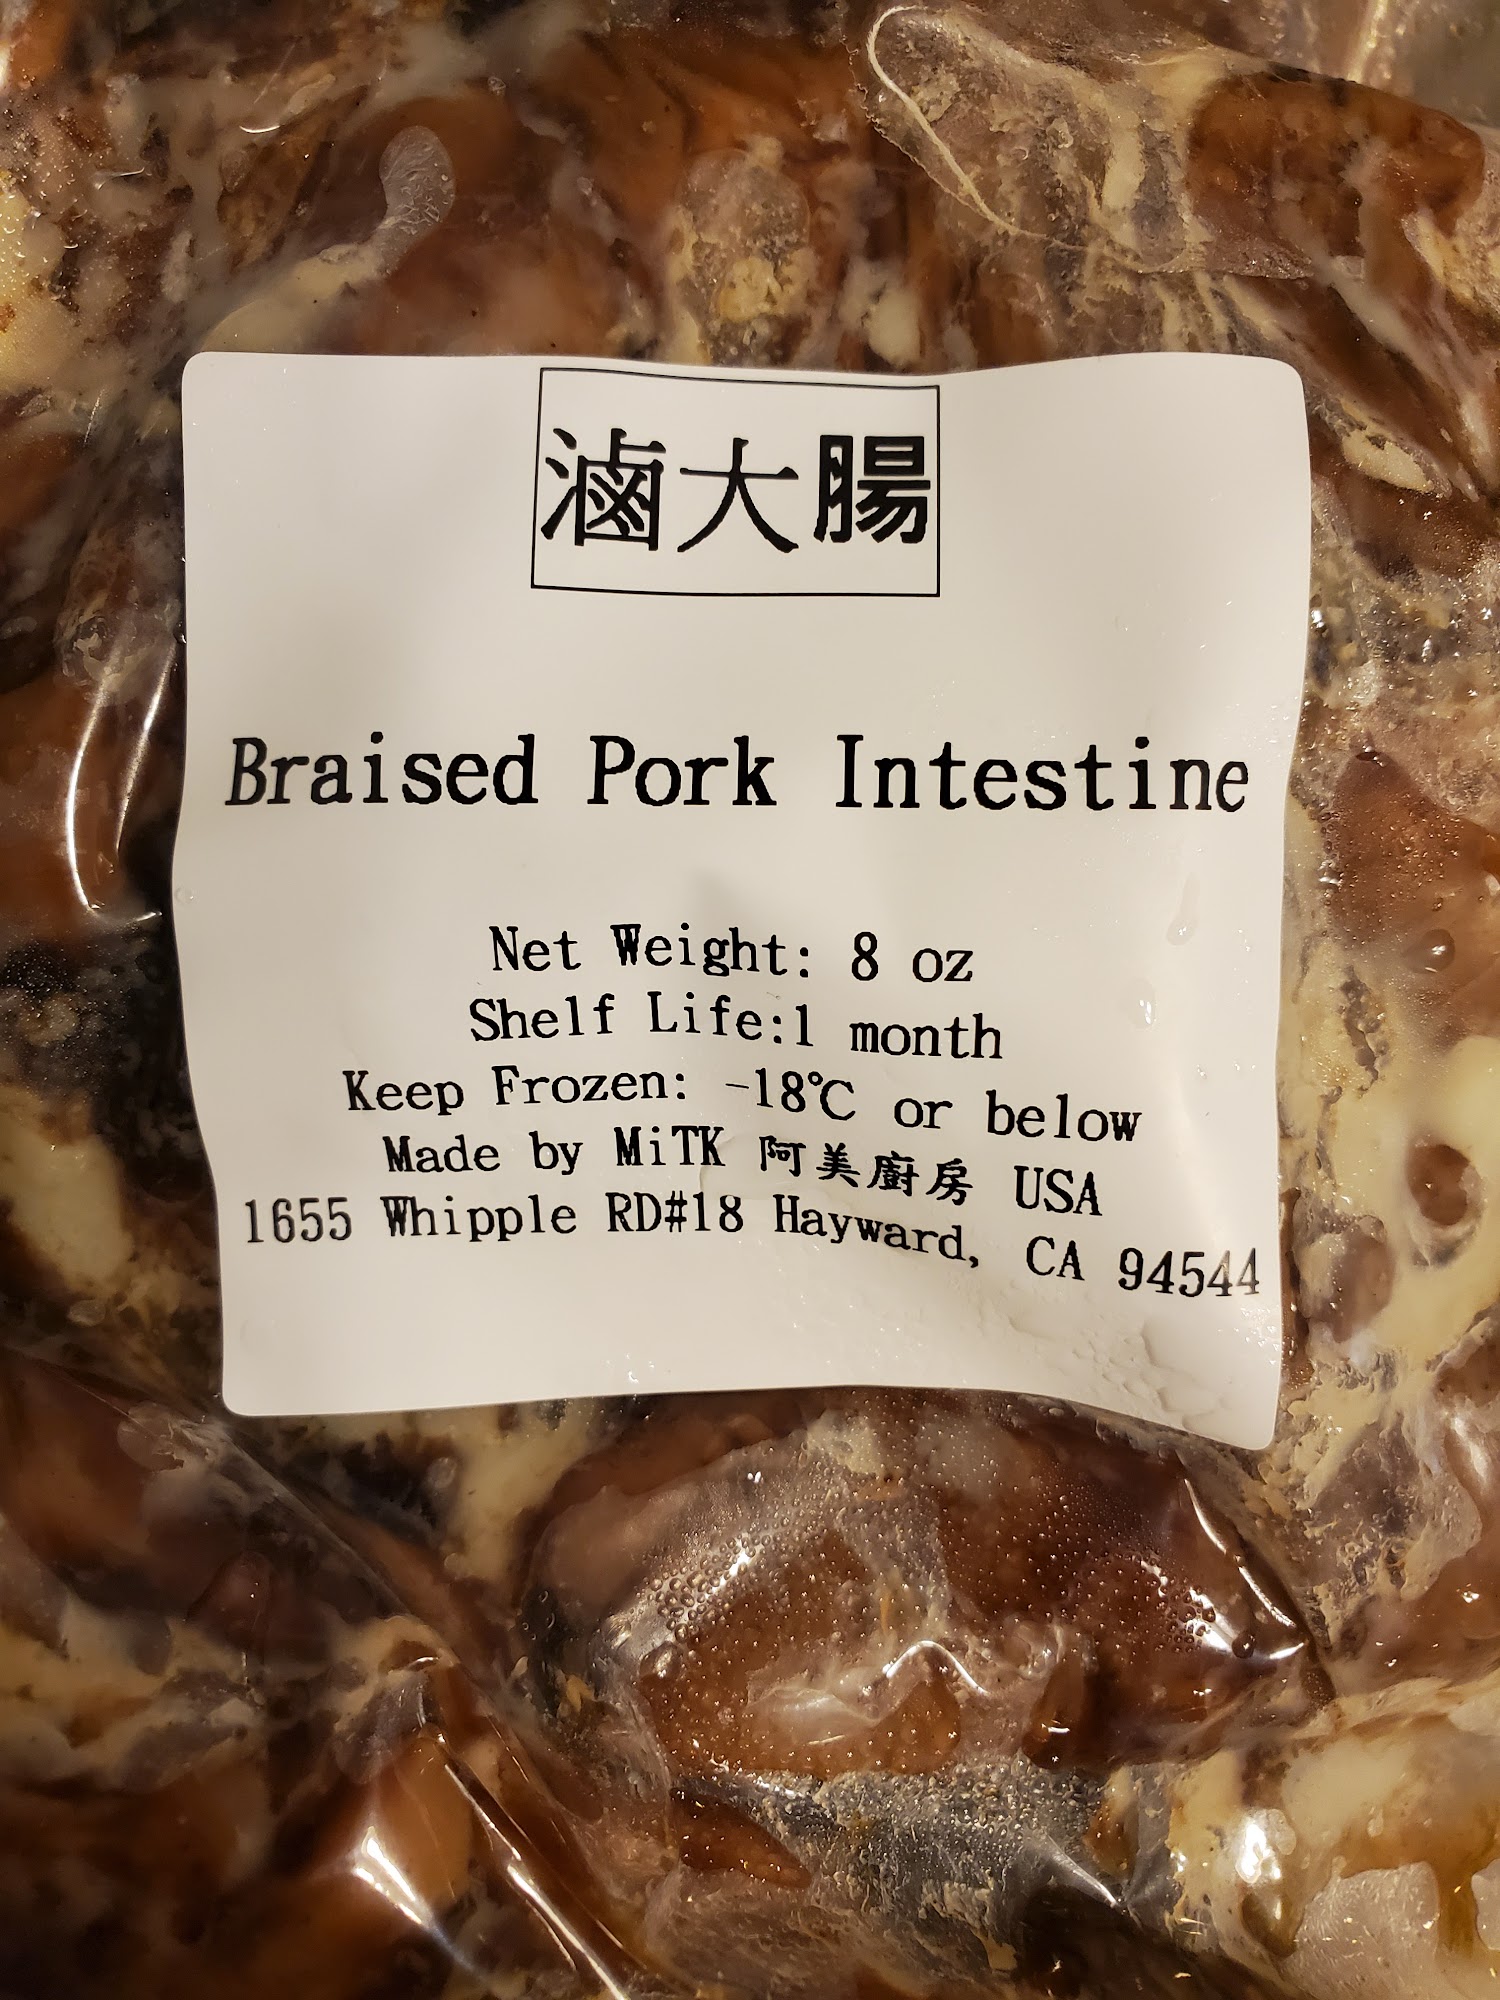 滷大腸
Braised Pork Intestine
Net Weight: 8 oz
Shelf Life:1 month
Keep Frozen: -18℃ or below
Made by MiTK 阿美廚房 USA
1655 Whipple RD#18 Hayward, CA 94544